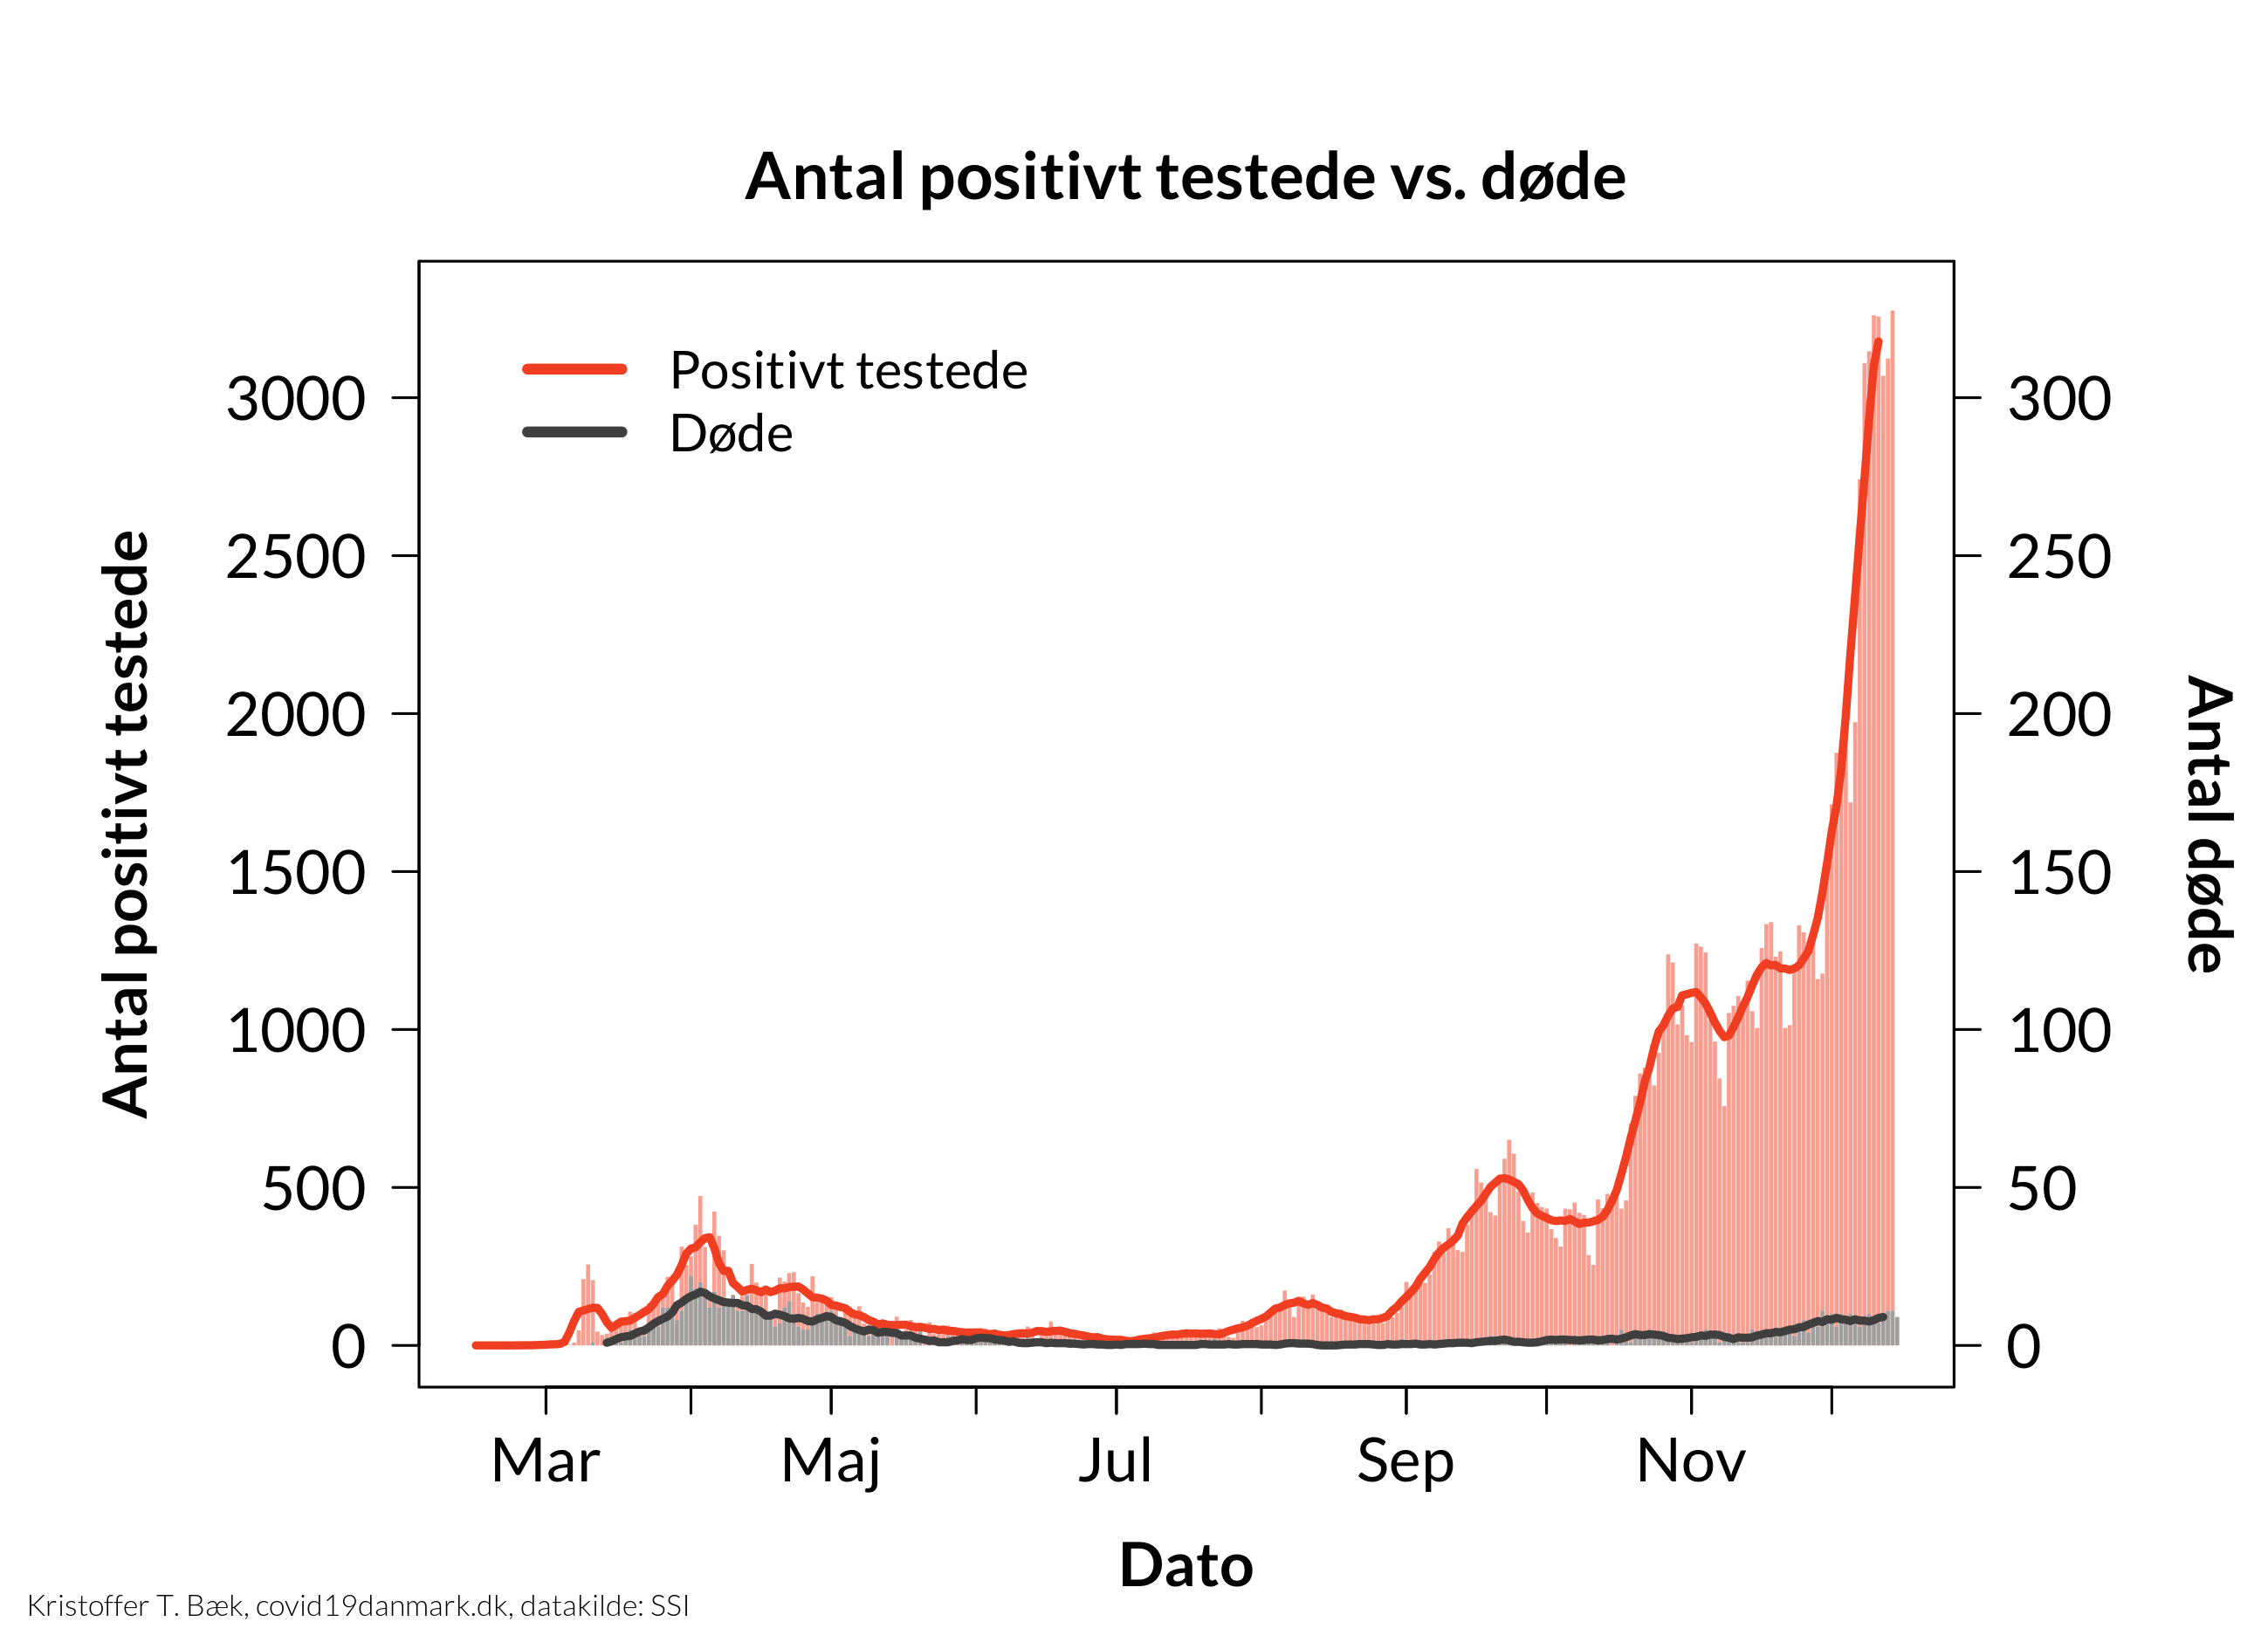 Antal positivt testede vs. døde
Positivt testede
Døde
Antal positivt testede
3000
2500
2000
1500
1000
500
0
300
250
200
150
100
50
0
Antal døde
Mar Maj Jul Sep Nov
Dato
Kristoffer T. Bæk, covid19danmark.dk, datakilde: SSI